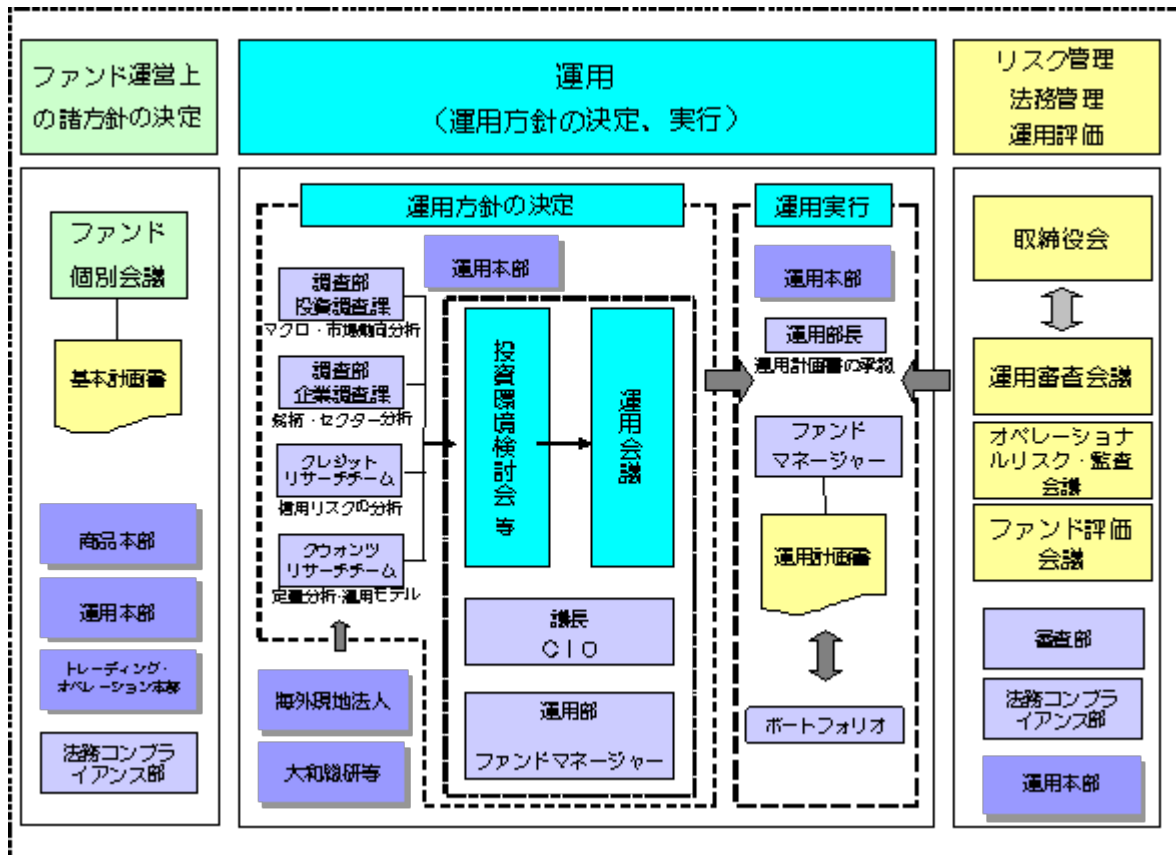 ファンド運営上
の諸方針の決定
運用
(運用方針の決定、実行)
リスク管理
法務管理
運用評価
ファンド
個別会議
基本計画書
商品本部
運用本部
トレーディング・
オペレーション本部
法務コンプラ
イアンス部
運用方針の決定
運用本部
調査部
投資調査課
マクロ・市場動向分析
調査部
企業調査課
銘柄・セクター分析
クレジット
リサーチチーム
信用リスクの分析
クウォンツ
リサーチチーム
定量分析・運用モデル
海外現地法人
大和総研等
投資環境検討会 等
運用会議
議長
CIO
運用部
ファンドマネージャー
運用実行
運用本部
運用部長
運用計画書の承認
ファンド
マネージャー
運用計画書
ポートフォリオ
取締役会
運用審査会議
オペレーショナ
ルリスク・監査
会議
ファンド評価
会議
審査部
法務コンプラ
イアンス部
運用本部